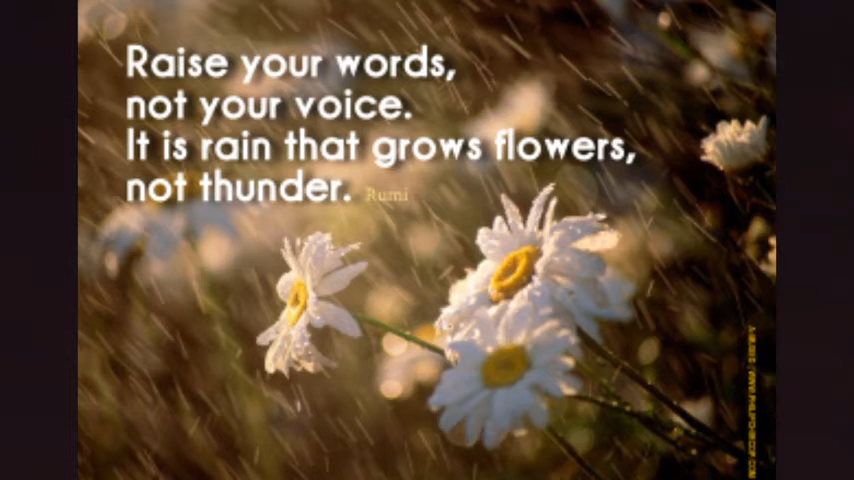 Raise your words,
not your voice.
It is rain that grows flowers,
not thunder. Rumi